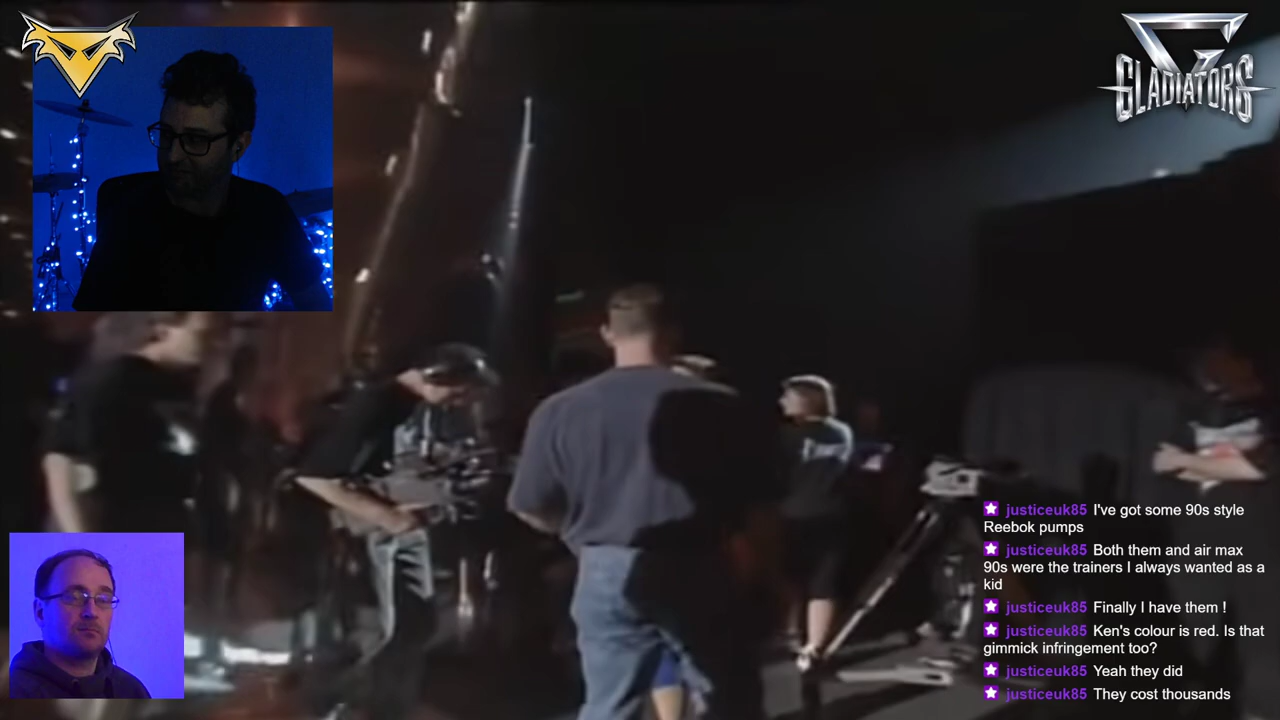 GLADIATORS
justiceuk85 I've got some 90s style
Reebok pumps
justiceuk85 Both them and air max
90s were the trainers I always wanted as a
kid
justiceuk85 Finally I have them !
justiceuk85 Ken's colour is red. Is that
gimmick infringement too?
justiceuk85 Yeah they did
justiceuk85 They cost thousands